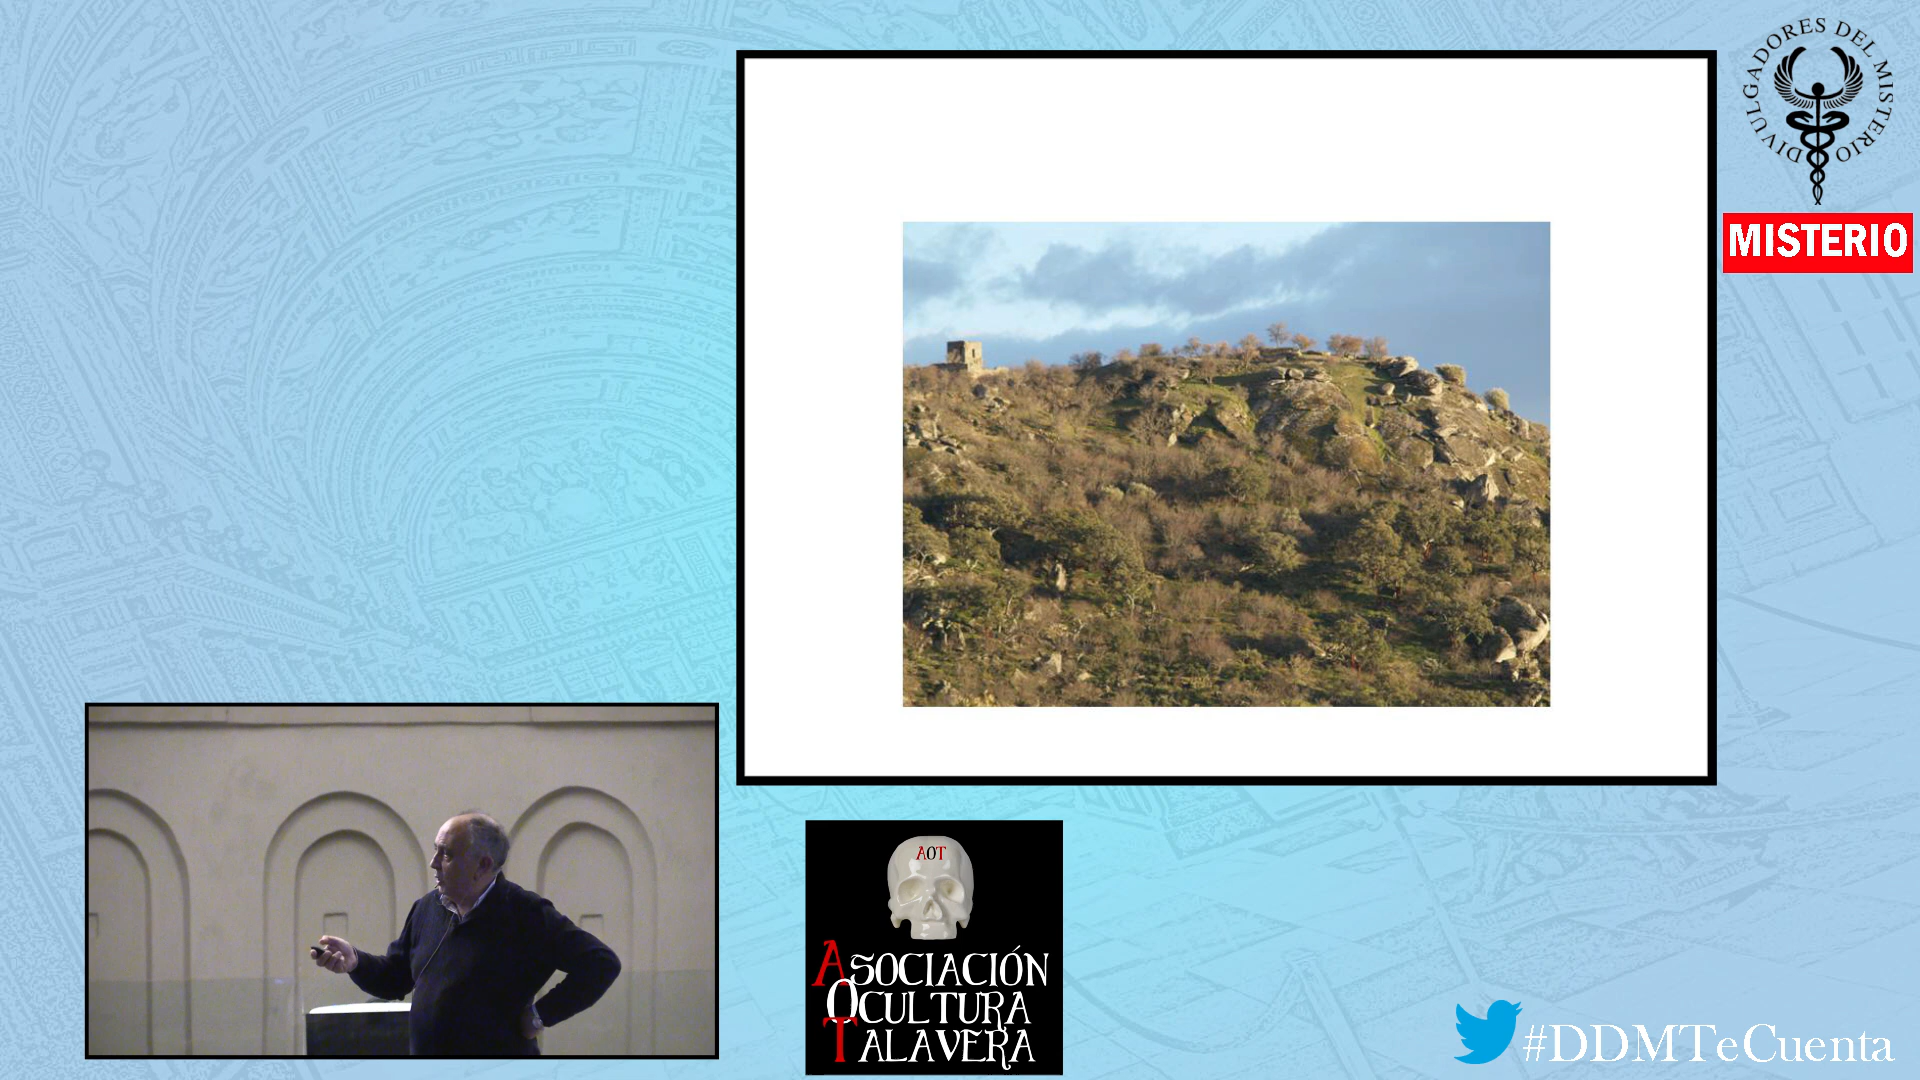 DIVULGADORES DEL MISTERIO
MISTERIO
AOT
ASOCIACIÓN
OCULTURA
TALAVERA
#DDMTeCuenta